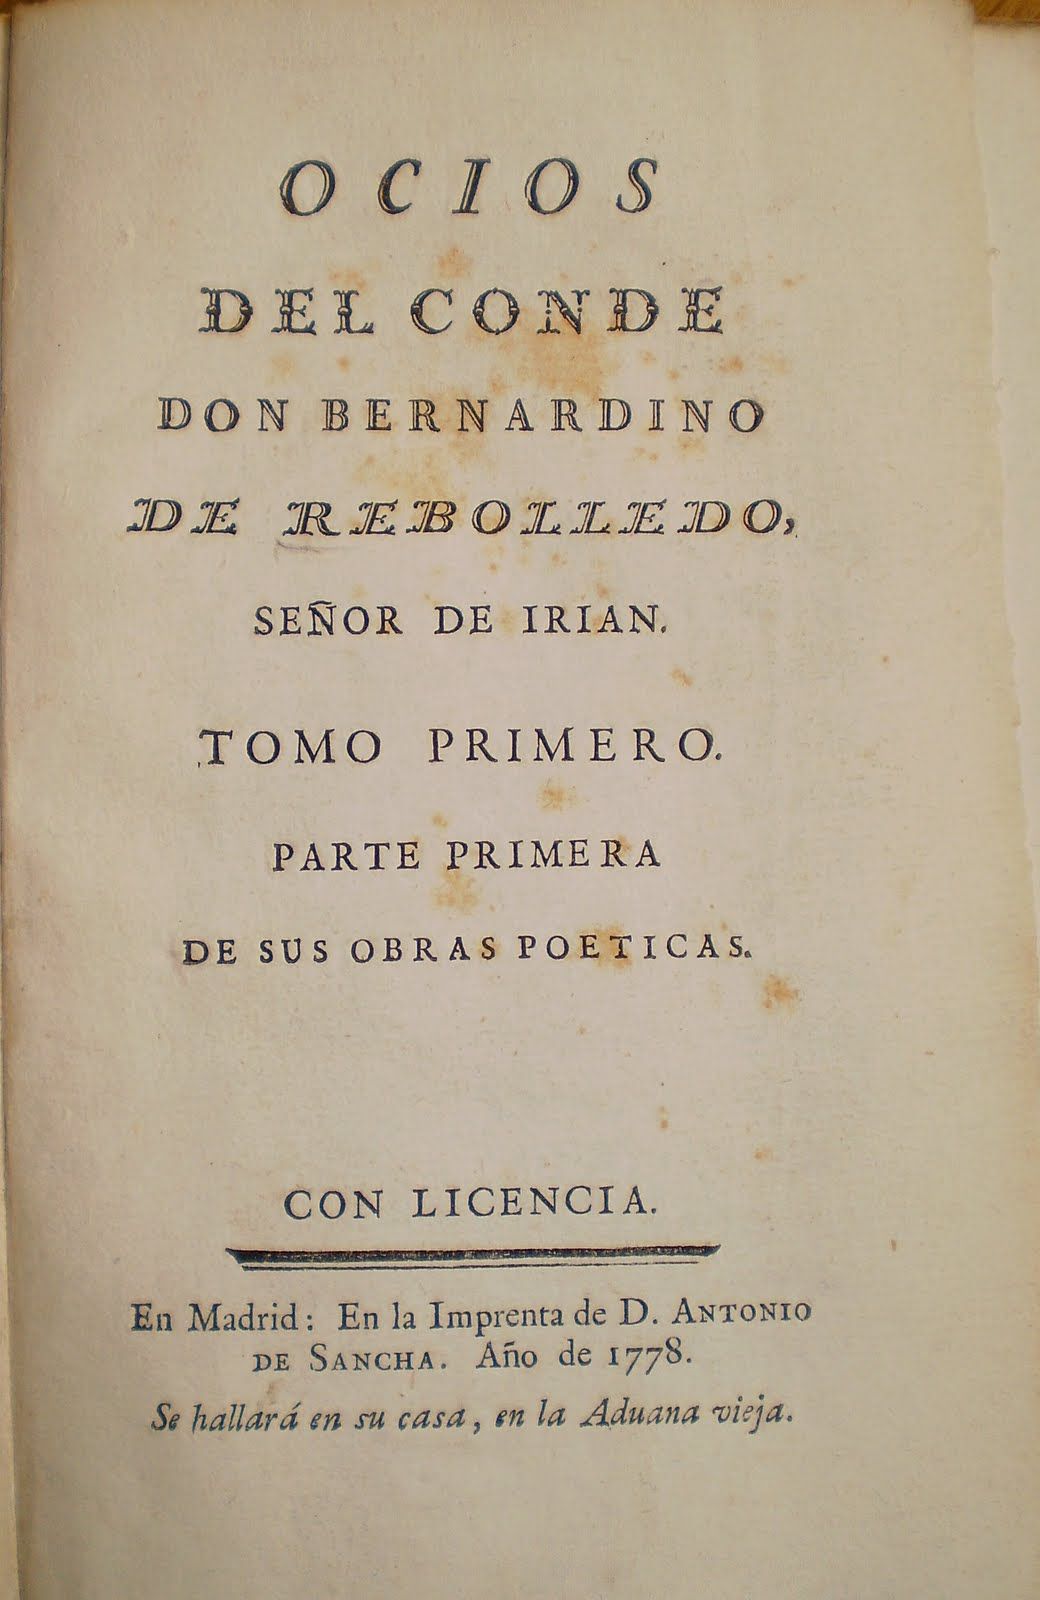 OCIOS
DEL CONDE
DON BERNARDINO
DE REBOLLEDO,
SEÑOR DE IRIAN.
TOMO PRIMERO.
PARTE PRIMERA
DE SUS OBRAS POETICAS.
CON LICENCIA.
En Madrid: En la Imprenta de D. ANTONIO
DE SANCHA. Año de 1778.
Se hallará en su casa, en la Aduana vieja.